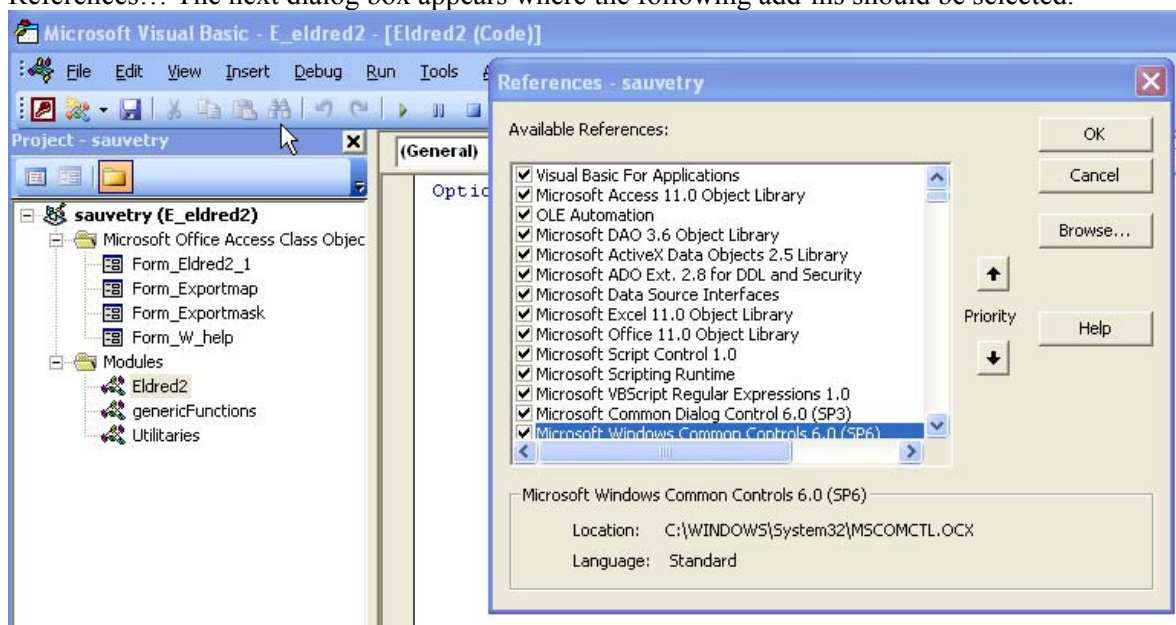 References… The next dialog box appears where the following add-ins should be selected.
Microsoft Visual Basic - E_eldred2 - [Eldred2 (Code)]
File Edit View Insert Debug Run Tools
References - sauvetry
Project - sauvetry
(General)
Optio
sauvetry (E_eldred2)
Microsoft Office Access Class Objec
Form_Eldred2_1
Form_Exportmap
Form_Exportmask
Form_W_help
Modules
Eldred2
genericFunctions
Utilitaries
Available References:
Visual Basic For Applications
Microsoft Access 11.0 Object Library
OLE Automation
Microsoft DAO 3.6 Object Library
Microsoft ActiveX Data Objects 2.5 Library
Microsoft ADO Ext. 2.8 for DDL and Security
Microsoft Data Source Interfaces
Microsoft Excel 11.0 Object Library
Microsoft Office 11.0 Object Library
Microsoft Script Control 1.0
Microsoft Scripting Runtime
Microsoft VBScript Regular Expressions 1.0
Microsoft Common Dialog Control 6.0 (SP3)
Microsoft Windows Common Controls 6.0 (SP6)
OK
Cancel
Browse...
Priority
Help
Microsoft Windows Common Controls 6.0 (SP6)
Location: C:\WINDOWS\System32\MSCOMCTL.OCX
Language: Standard